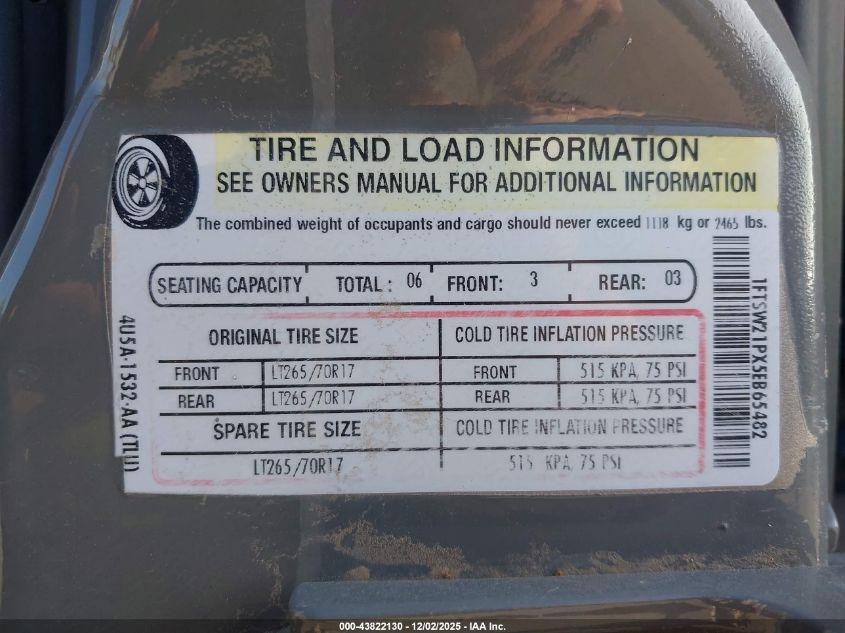 TIRE AND LOAD INFORMATION
SEE OWNERS MANUAL FOR ADDITIONAL INFORMATION
The combined weight of occupants and cargo should never exceed 1118 kg or 2465 lbs.
SEATING CAPACITY TOTAL : 06 FRONT: 3 REAR: 03
ORIGINAL TIRE SIZE COLD TIRE INFLATION PRESSURE
FRONT LT265/70R17 FRONT 515 KPA, 75 PSI
REAR LT265/70R17 REAR 515 KPA, 75 PSI
SPARE TIRE SIZE COLD TIRE INFLATION PRESSURE
LT265/70R17 515 KPA, 75 PSI
4U5A-1532-AA (TLU)
1FTSW21PX5EB65482
000-43822130 - 12/02/2025 - IAA Inc.